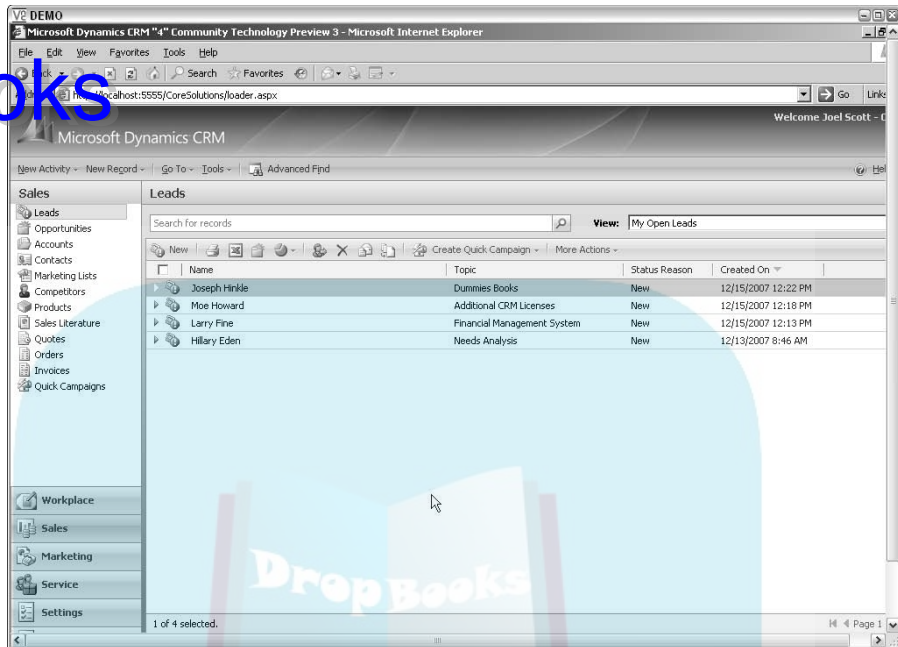 V2 DEMO
Microsoft Dynamics CRM "4" Community Technology Preview 3 - Microsoft Internet Explorer
File Edit View Favorites Tools Help
Search Favorites
oks
localhost:5555/CoreSolutions/loader.aspx Go Links
Welcome Joel Scott -
Microsoft Dynamics CRM
New Activity New Record Go To Tools Advanced Find Hel
Sales
Leads
Opportunities
Accounts
Contacts
Marketing Lists
Competitors
Products
Sales Literature
Quotes
Orders
Invoices
Quick Campaigns
Workplace
Sales
Marketing
Service
Settings
Leads
Search for records View: My Open Leads
New Create Quick Campaign More Actions
Name Topic Status Reason Created On
Joseph Hinkle Dummies Books New 12/15/2007 12:22 PM
Moe Howard Additional CRM Licenses New 12/15/2007 12:18 PM
Larry Fine Financial Management System New 12/15/2007 12:13 PM
Hillary Eden Needs Analysis New 12/13/2007 8:46 AM
DropBooks
1 of 4 selected. Page 1